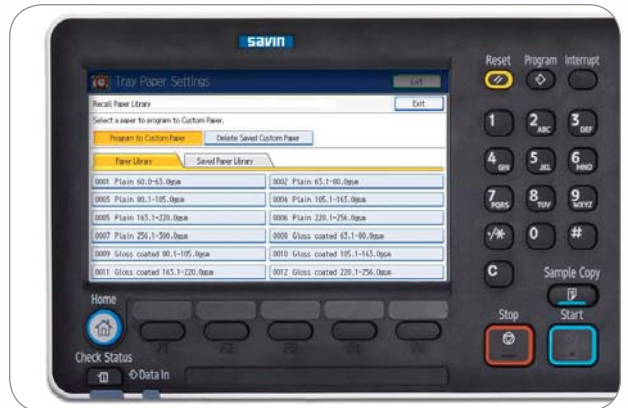 savin
Tray Paper Settings
Exit
Recall Paper Library
Exit
Select a paper to program to Custom Paper.
Program to Custom Paper
Delete Saved Custom Paper
Paper Library
Saved Paper Library
0001 Plain 60.0-63.0gsm
0002 Plain 63.1-80.0gsm
0003 Plain 80.1-105.0gsm
0004 Plain 105.1-163.0gsm
0005 Plain 163.1-220.0gsm
0006 Plain 220.1-256.0gsm
0007 Plain 256.1-300.0gsm
0008 Gloss coated 63.1-80.0gsm
0009 Gloss coated 80.1-105.0gsm
0010 Gloss coated 105.1-163.0gsm
0011 Gloss coated 163.1-220.0gsm
0012 Gloss coated 220.1-256.0gsm
Reset Program Interrupt
1 2 ABC 3 DEF
4 GHI 5 JKL 6 MNO
7 PQRS 8 TUV 9 WXYZ
·/✱ 0 #
C
Sample Copy
Stop Start
Home
Check Status
Data In